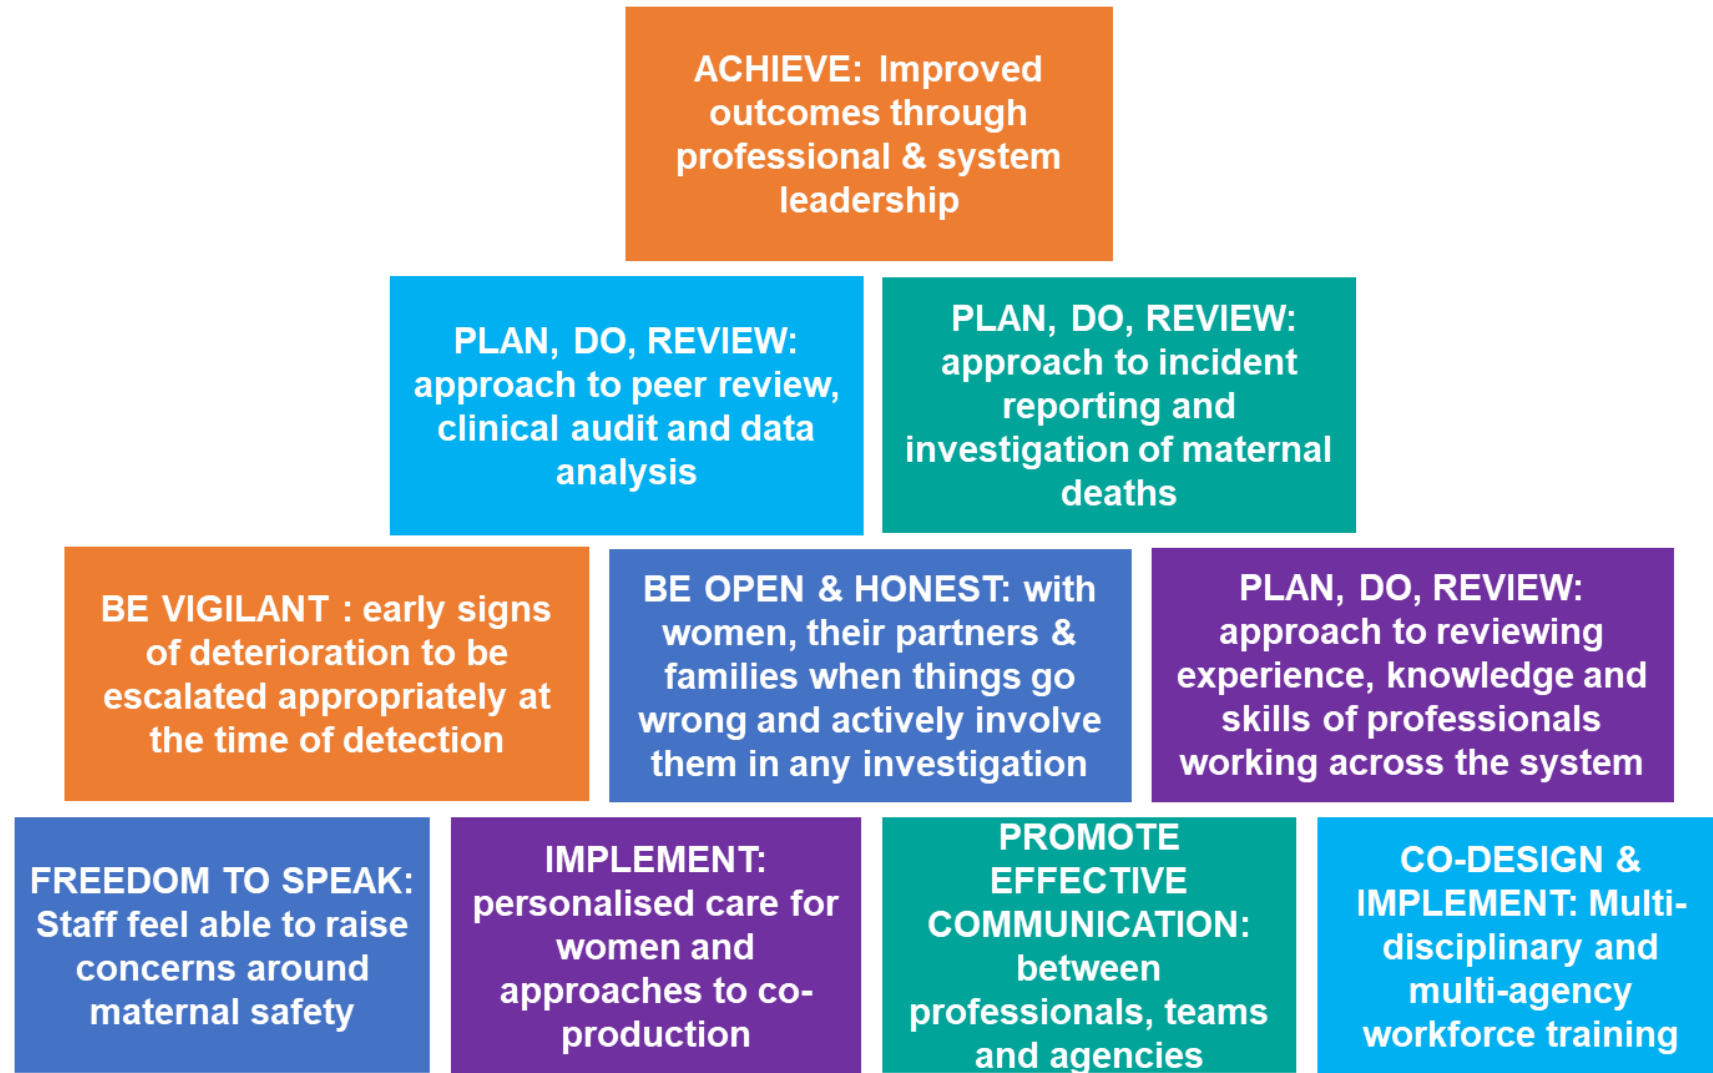 ACHIEVE: Improved
outcomes through
professional & system
leadership
PLAN, DO, REVIEW:
approach to peer review,
clinical audit and data
analysis
PLAN, DO, REVIEW:
approach to incident
reporting and
investigation of maternal
deaths
BE VIGILANT : early signs
of deterioration to be
escalated appropriately at
the time of detection
BE OPEN & HONEST: with
women, their partners &
families when things go
wrong and actively involve
them in any investigation
PLAN, DO, REVIEW:
approach to reviewing
experience, knowledge and
skills of professionals
working across the system
FREEDOM TO SPEAK:
Staff feel able to raise
concerns around
maternal safety
IMPLEMENT:
personalised care for
women and
approaches to co-
production
PROMOTE
EFFECTIVE
COMMUNICATION:
between
professionals, teams
and agencies
CO-DESIGN &
IMPLEMENT: Multi-
disciplinary and
multi-agency
workforce training